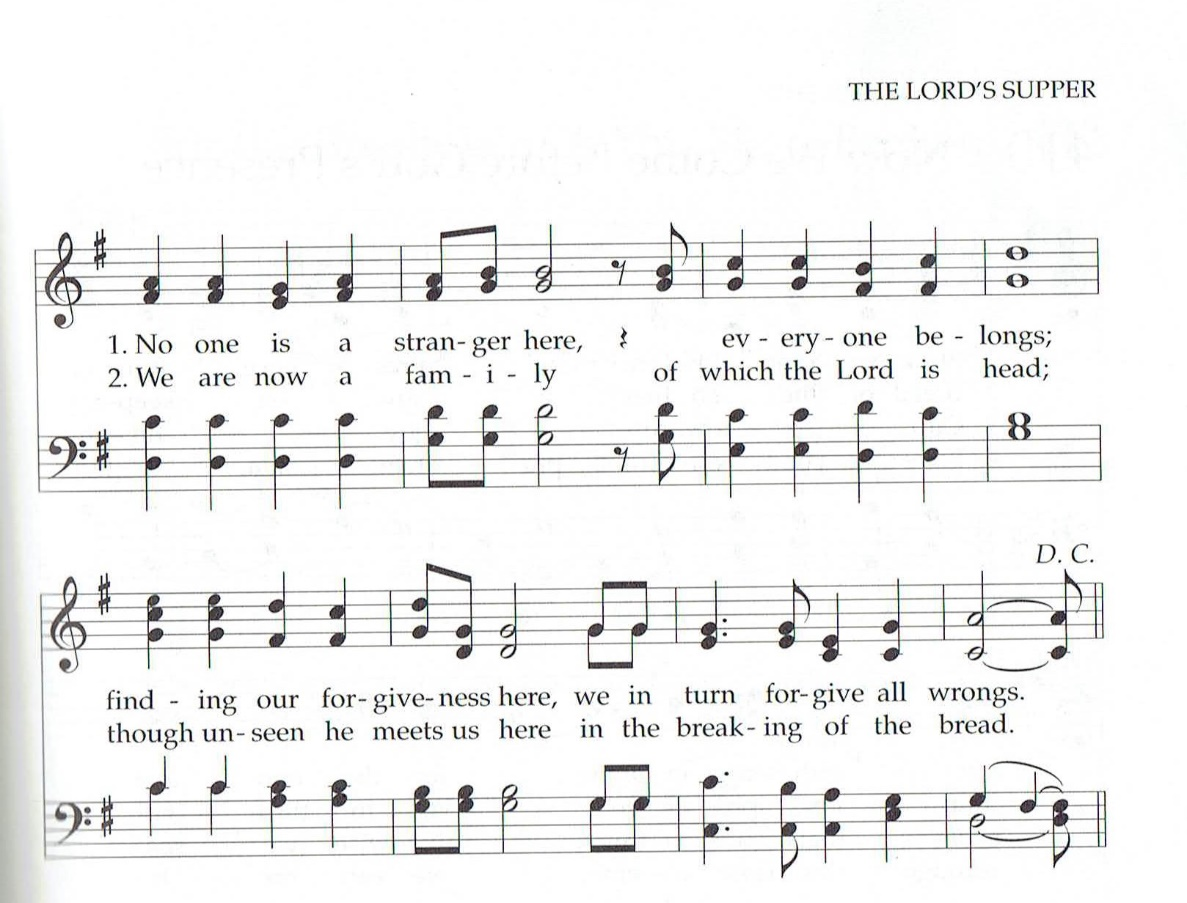 THE LORD'S SUPPER
1. No one is a stran- ger here, ev - ery - one be - longs;
2. We are now a fam - i - ly of which the Lord is head;
D. C.
find - ing our for- give- ness here, we in turn for- give all wrongs.
though un- seen he meets us here in the break- ing of the bread.